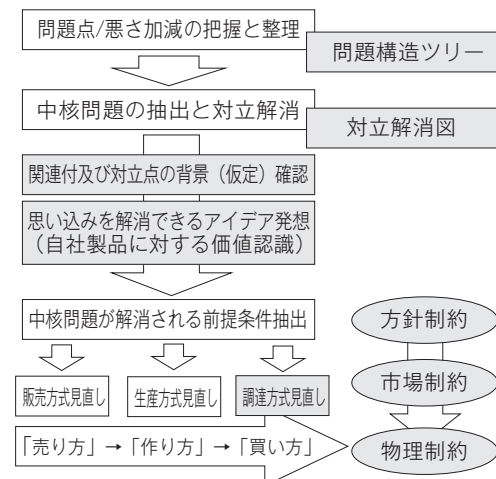 問題点/悪さ加減の把握と整理
問題構造ツリー
中核問題の抽出と対立解消
対立解消図
関連付及び対立点の背景（仮定）確認
思い込みを解消できるアイデア発想
（自社製品に対する価値認識）
中核問題が解消される前提条件抽出
方針制約
販売方式見直し
生産方式見直し
調達方式見直し
市場制約
「売り方」→「作り方」→「買い方」
物理制約